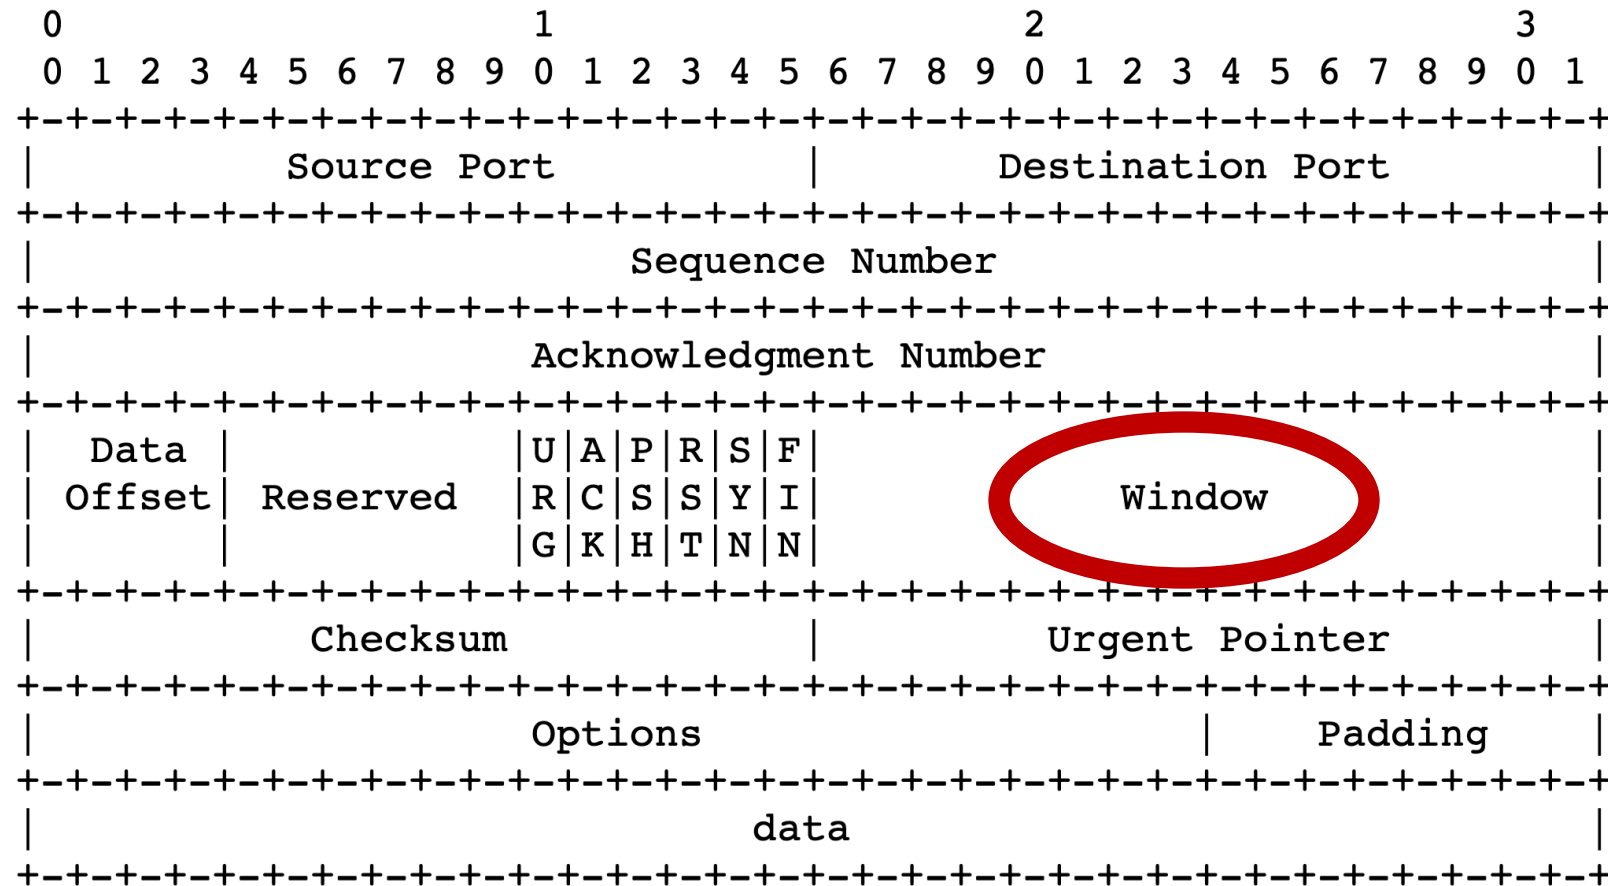 0                   1                   2                   3
 0 1 2 3 4 5 6 7 8 9 0 1 2 3 4 5 6 7 8 9 0 1 2 3 4 5 6 7 8 9 0 1
+-+-+-+-+-+-+-+-+-+-+-+-+-+-+-+-+-+-+-+-+-+-+-+-+-+-+-+-+-+-+-+-+
|          Source Port          |       Destination Port        |
+-+-+-+-+-+-+-+-+-+-+-+-+-+-+-+-+-+-+-+-+-+-+-+-+-+-+-+-+-+-+-+-+
|                        Sequence Number                        |
+-+-+-+-+-+-+-+-+-+-+-+-+-+-+-+-+-+-+-+-+-+-+-+-+-+-+-+-+-+-+-+-+
|                    Acknowledgment Number                      |
+-+-+-+-+-+-+-+-+-+-+-+-+-+-+-+-+-+-+-+-+-+-+-+-+-+-+-+-+-+-+-+-+
|  Data |           |U|A|P|R|S|F|                               |
| Offset| Reserved  |R|C|S|S|Y|I|            Window             |
|       |           |G|K|H|T|N|N|                               |
+-+-+-+-+-+-+-+-+-+-+-+-+-+-+-+-+-+-+-+-+-+-+-+-+-+-+-+-+-+-+-+-+
|           Checksum            |         Urgent Pointer        |
+-+-+-+-+-+-+-+-+-+-+-+-+-+-+-+-+-+-+-+-+-+-+-+-+-+-+-+-+-+-+-+-+
|                    Options                    |    Padding    |
+-+-+-+-+-+-+-+-+-+-+-+-+-+-+-+-+-+-+-+-+-+-+-+-+-+-+-+-+-+-+-+-+
|                             data                              |
+-+-+-+-+-+-+-+-+-+-+-+-+-+-+-+-+-+-+-+-+-+-+-+-+-+-+-+-+-+-+-+-+